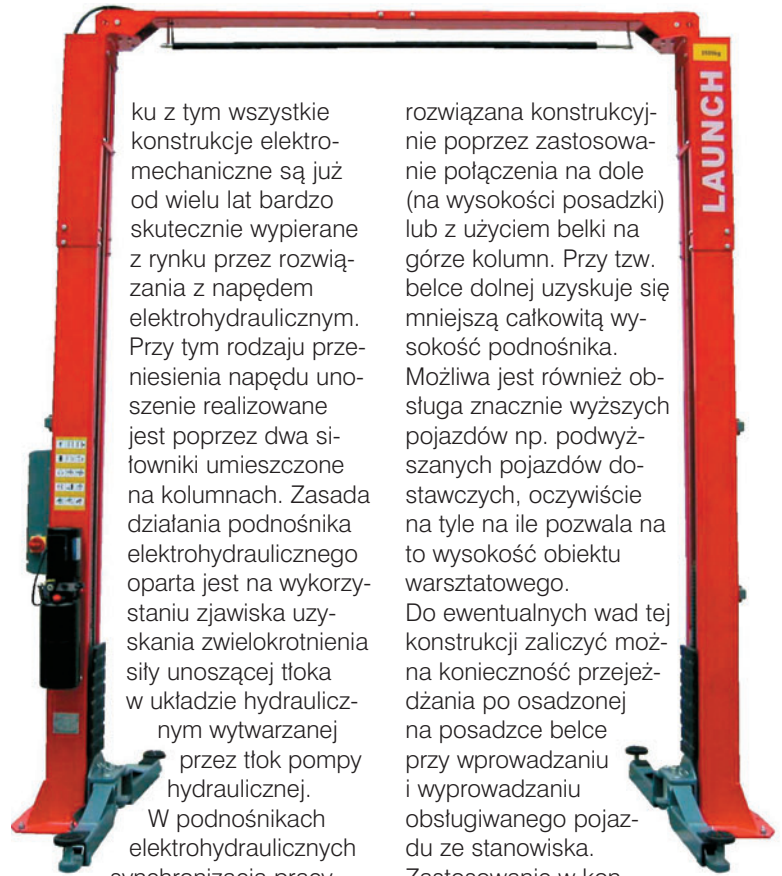 ku z tym wszystkie
konstrukcje elektro-
mechaniczne są już
od wielu lat bardzo
skutecznie wypierane
z rynku przez rozwią-
zania z napędem
elektrohydraulicznym.
Przy tym rodzaju prze-
niesienia napędu uno-
szenie realizowane
jest poprzez dwa si-
łowniki umieszczone
na kolumnach. Zasada
działania podnośnika
elektrohydraulicznego
oparta jest na wykorzy-
staniu zjawiska uzy-
skania zwielokrotnienia
siły unoszącej tłoka
w układzie hydraulicz-
nym wytwarzanej
przez tłok pompy
hydraulicznej.
W podnośnikach
elektrohydraulicznych
synchronizacja pracy
rozwiązana konstrukcyj-
nie poprzez zastosowa-
nie połączenia na dole
(na wysokości posadzki)
lub z użyciem belki na
górze kolumn. Przy tzw.
belce dolnej uzyskuje się
mniejszą całkowitą wy-
sokość podnośnika.
Możliwa jest również ob-
sługa znacznie wyższych
pojazdów np. podwyż-
szanych pojazdów do-
stawczych, oczywiście
na tyle na ile pozwala na
to wysokość obiektu
warsztatowego.
Do ewentualnych wad tej
konstrukcji zaliczyć moż-
na konieczność przejeż-
dżania po osadzonej
na posadzce belce
przy wprowadzaniu
i wyprowadzaniu
obsługiwanego pojaz-
du ze stanowiska.
Zastosowanie w kon-
LAUNCH